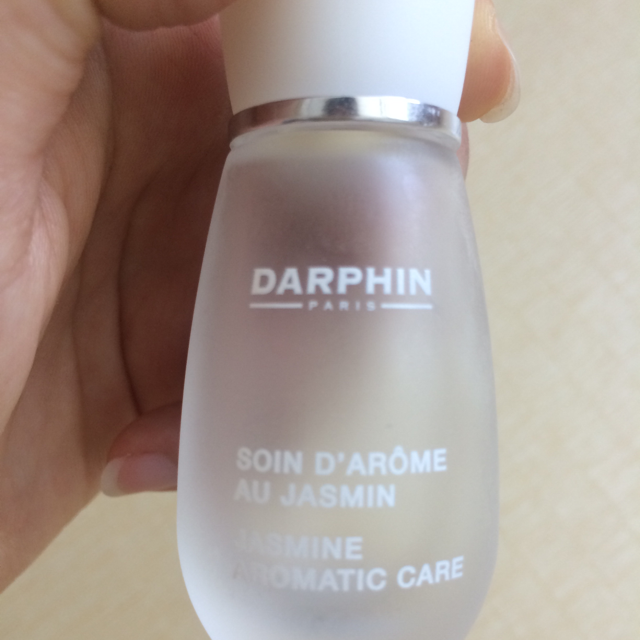 DARPHIN
PARIS
SOIN D'ARÔME
AU JASMIN
JASMINE
AROMATIC CARE